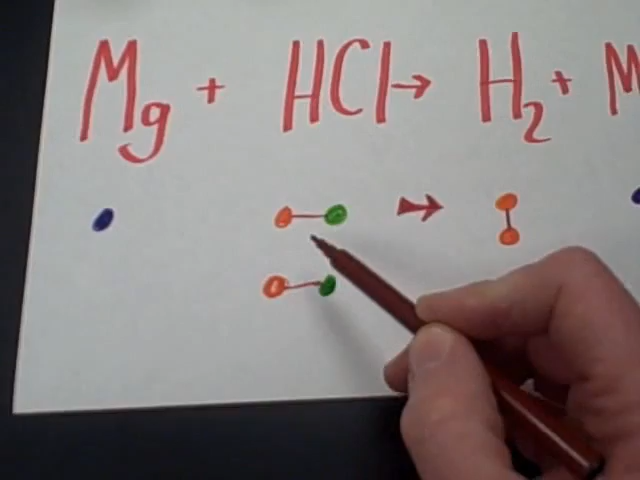 Mg + HCl → H₂ + M